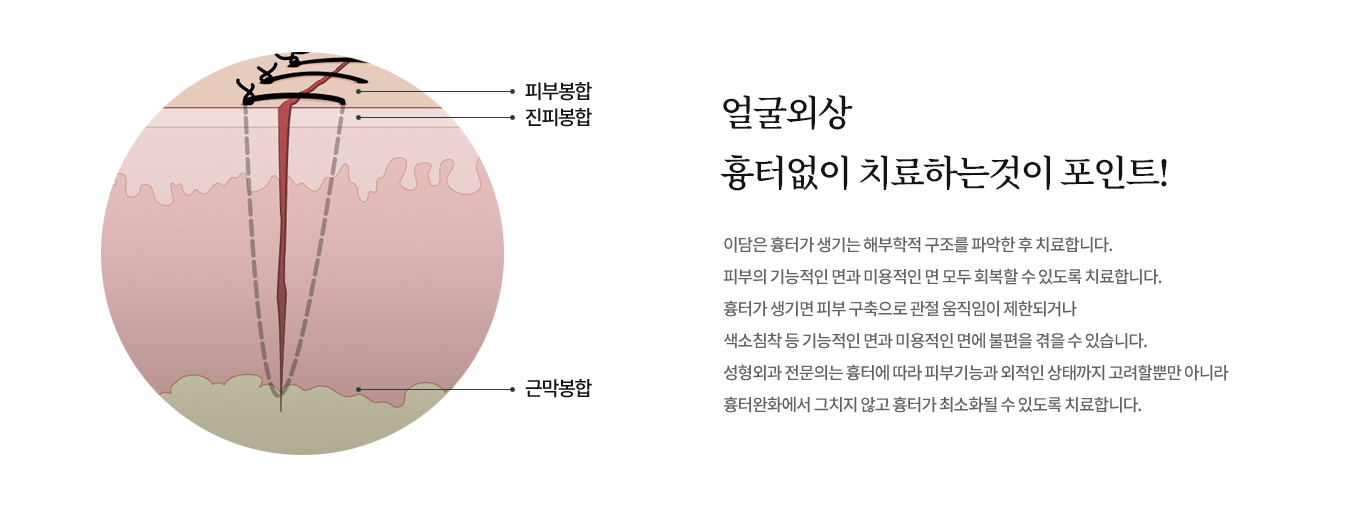 피부봉합
진피봉합
근막봉합
얼굴외상
흉터없이 치료하는것이 포인트!
이담은 흉터가 생기는 해부학적 구조를 파악한 후 치료합니다.
피부의 기능적인 면과 미용적인 면 모두 회복할 수 있도록 치료합니다.
흉터가 생기면 피부 구축으로 관절 움직임이 제한되거나
색소침착 등 기능적인 면과 미용적인 면에 불편을 겪을 수 있습니다.
성형외과 전문의는 흉터에 따라 피부기능과 외적인 상태까지 고려할뿐만 아니라
흉터완화에서 그치지 않고 흉터가 최소화될 수 있도록 치료합니다.